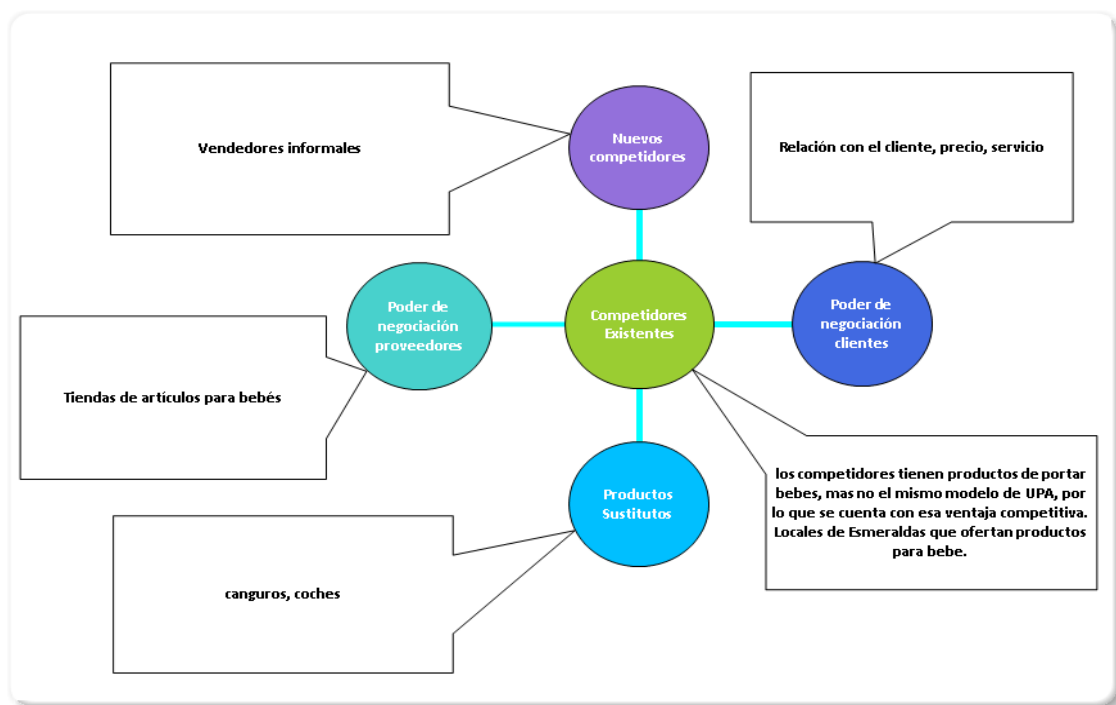 Vendedores informales
Nuevos
competidores
Relación con el cliente, precio, servicio
Poder de
negociación
proveedores
Competidores
Existentes
Poder de
negociación
clientes
Tiendas de artículos para bebés
los competidores tienen productos de portar
bebes, mas no el mismo modelo de UPA, por
lo que se cuenta con esa ventaja competitiva.
Locales de Esmeraldas que ofertan productos
para bebe.
Productos
Sustitutos
canguros, coches